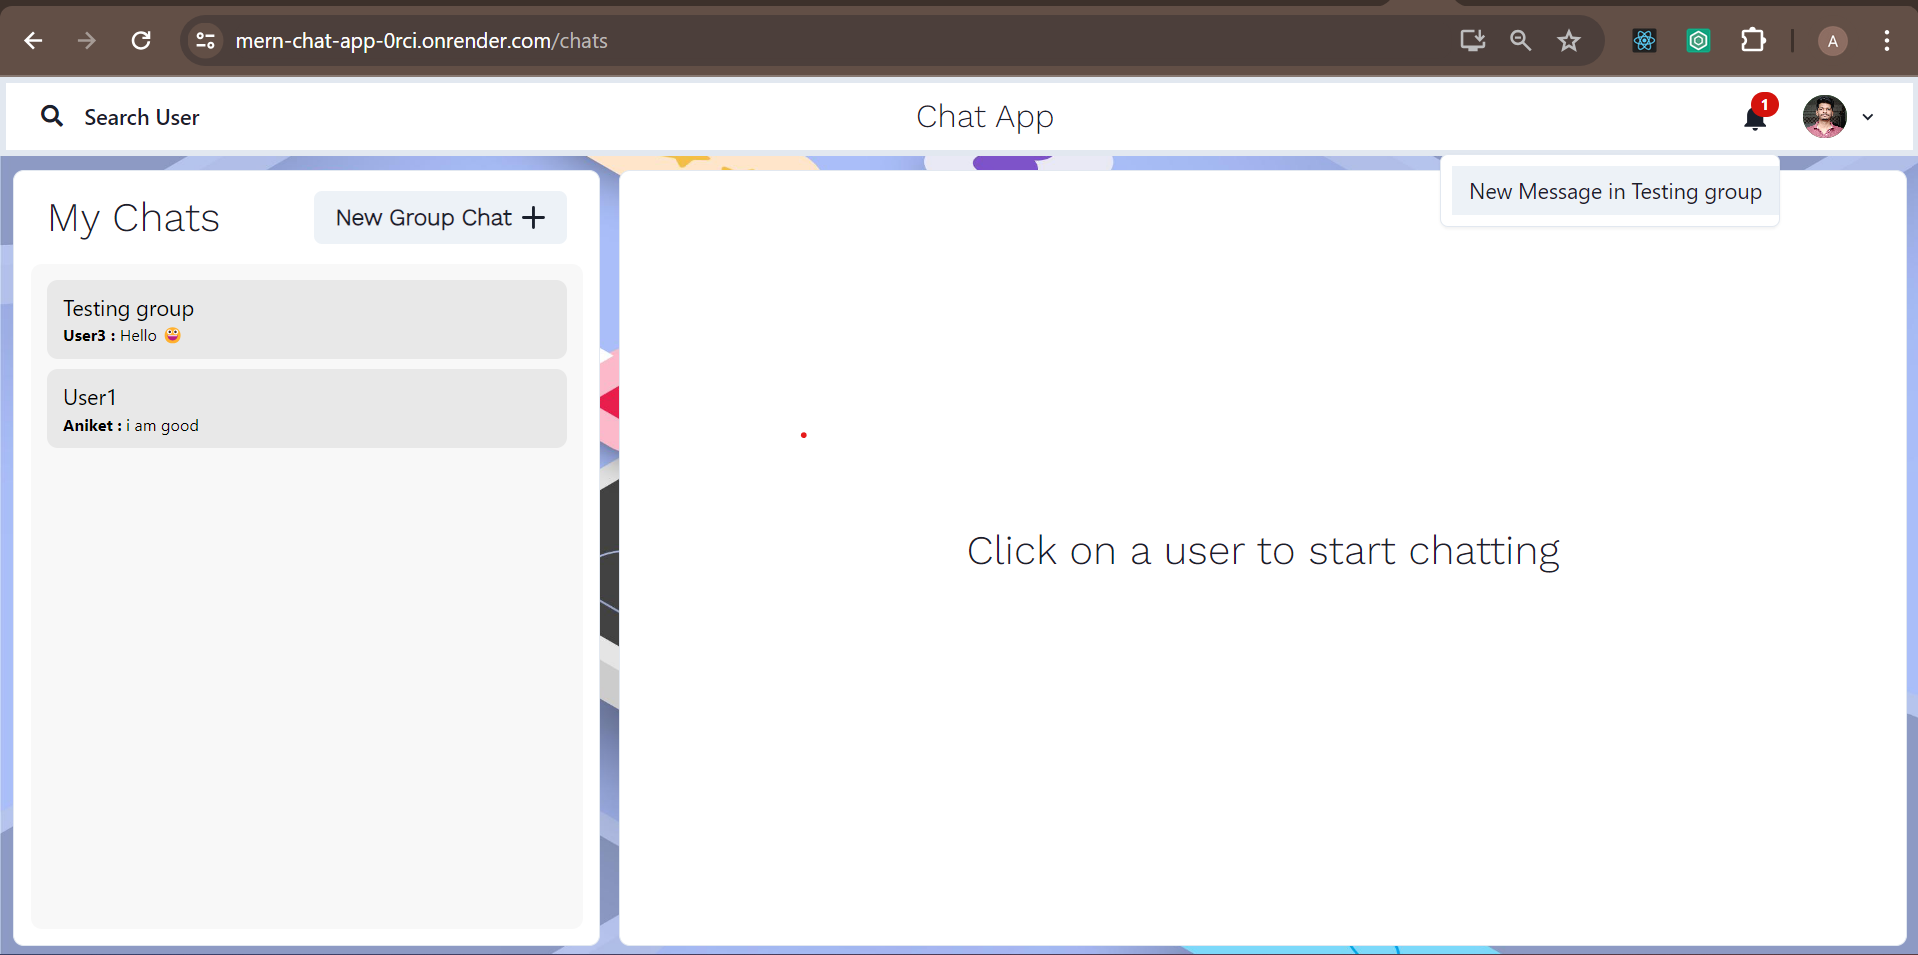 mern-chat-app-0rci.onrender.com/chats
A
Search User
Chat App
1
New Message in Testing group
My Chats
New Group Chat +
Testing group
User3 : Hello 😀
User1
Aniket : i am good
Click on a user to start chatting